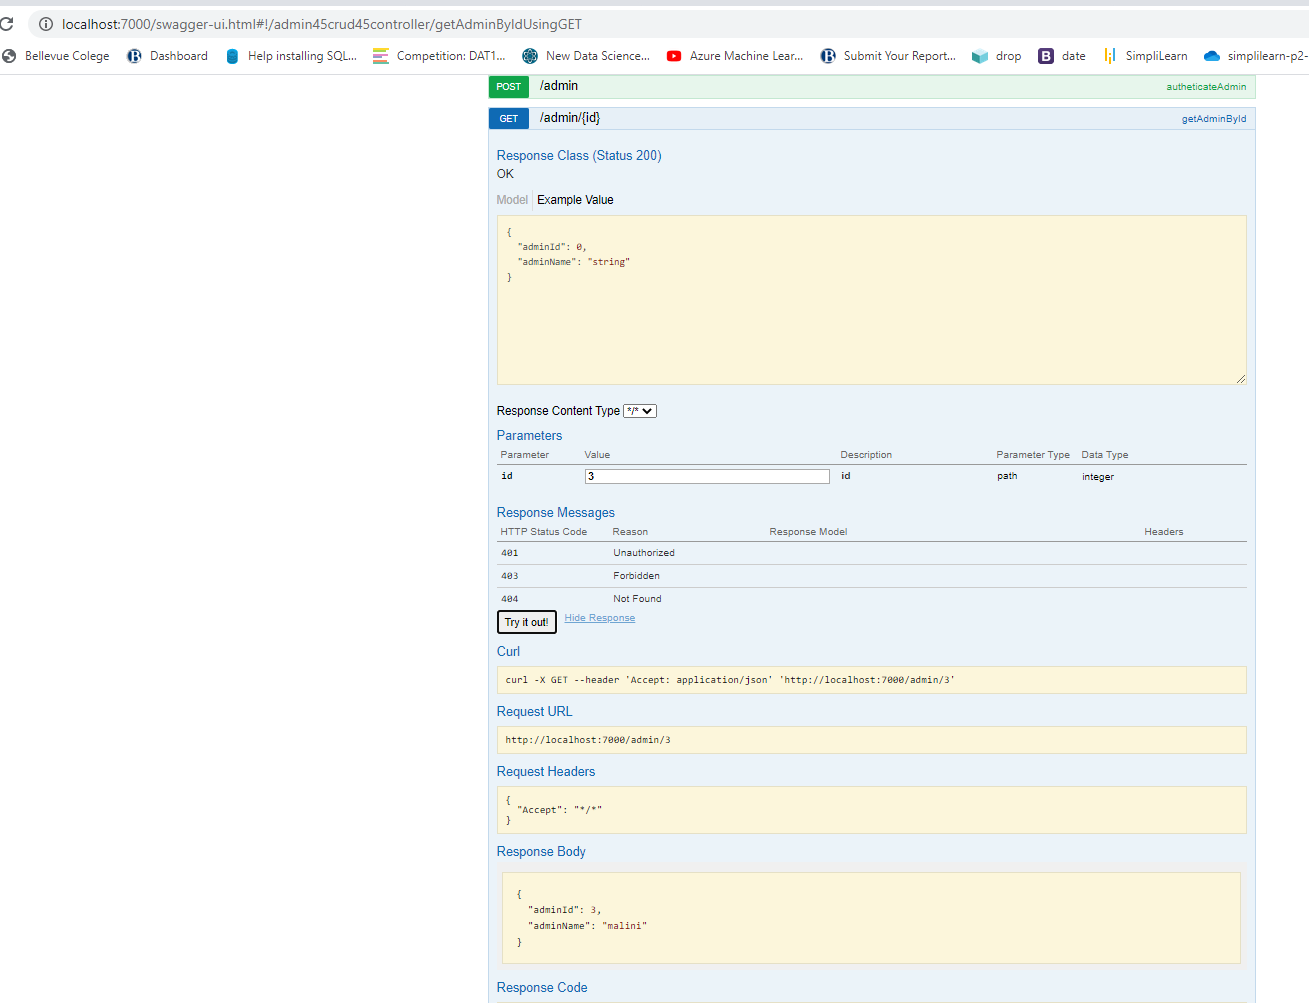 localhost:7000/swagger-ui.html#!/admin45crud45controller/getAdminByIdUsingGET
Bellevue Colege Dashboard Help installing SQL... Competition: DAT1... New Data Science... Azure Machine Lear... Submit Your Report... drop date SimpliLearn simplilearn-p2-
POST /admin autheticateAdmin
GET /admin/{id} getAdminById
Response Class (Status 200)
OK
Model Example Value
{
"adminId": 0,
"adminName": "string"
}
Response Content Type */*
Parameters
Parameter Value Description Parameter Type Data Type
id 3 id path integer
Response Messages
HTTP Status Code Reason Response Model Headers
401 Unauthorized
403 Forbidden
404 Not Found
Try it out! Hide Response
Curl
curl -X GET --header 'Accept: application/json' 'http://localhost:7000/admin/3'
Request URL
http://localhost:7000/admin/3
Request Headers
{
"Accept": "*/*"
}
Response Body
{
"adminId": 3,
"adminName": "malini"
}
Response Code